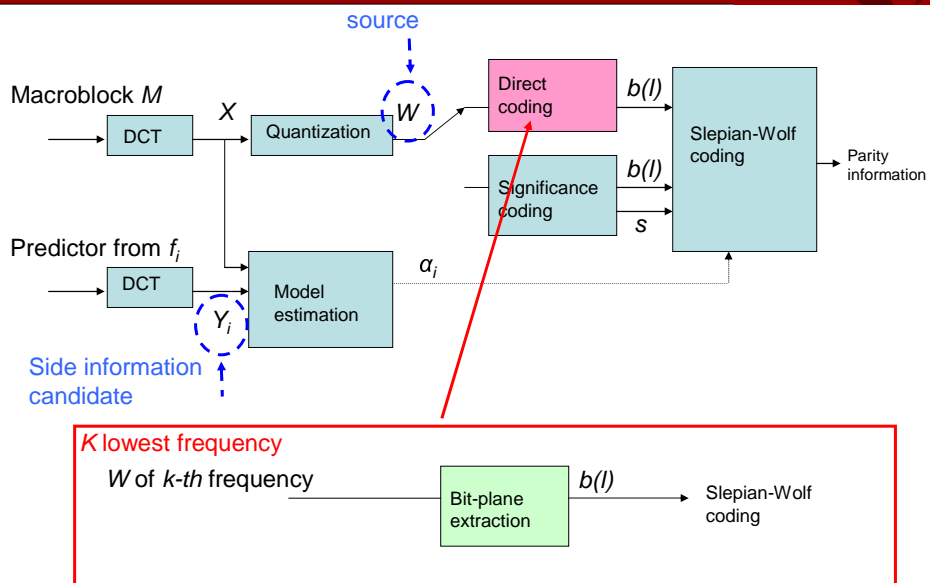 source
Macroblock M
DCT
X
Quantization
W
Direct
coding
b(l)
Slepian-Wolf
coding
Parity
information
Significance
coding
b(l)
s
Predictor from fi
DCT
Yi
Model
estimation
αi
Side information
candidate
K lowest frequency
W of k-th frequency
Bit-plane
extraction
b(l)
Slepian-Wolf
coding